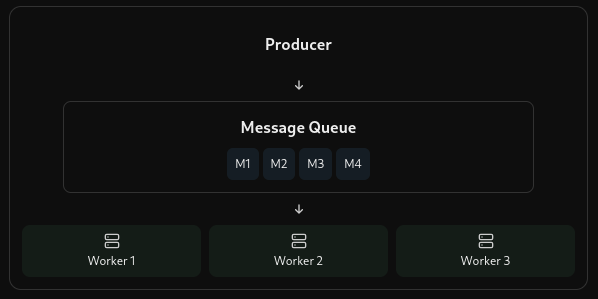 Producer
↓
Message Queue
M1 M2 M3 M4
↓
Worker 1 Worker 2 Worker 3